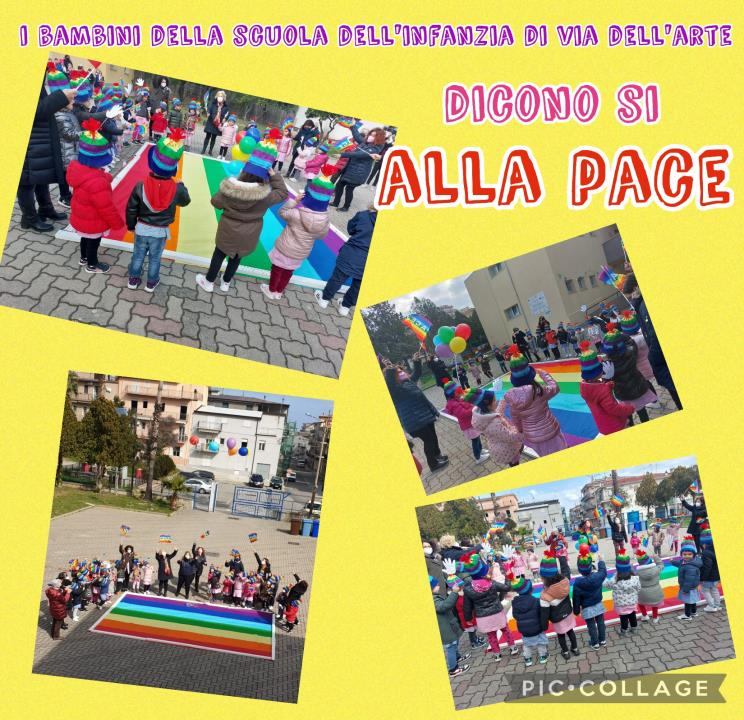 I BAMBINI DELLA SCUOLA DELL'INFANZIA DI VIA DELL'ARTE
DICONO SI
ALLA PACE
PIC•COLLAGE